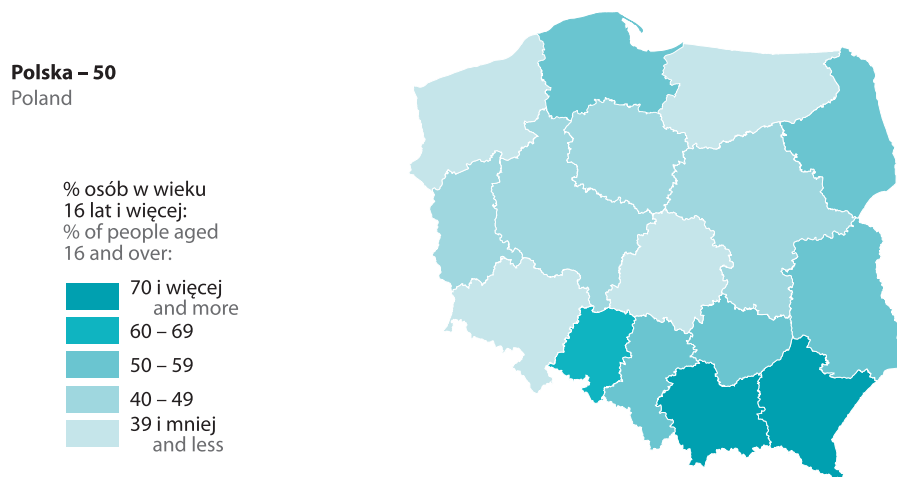 Polska – 50
Poland
% osób w wieku
16 lat i więcej:
% of people aged
16 and over:
70 i więcej
and more
60 – 69
50 – 59
40 – 49
39 i mniej
and less